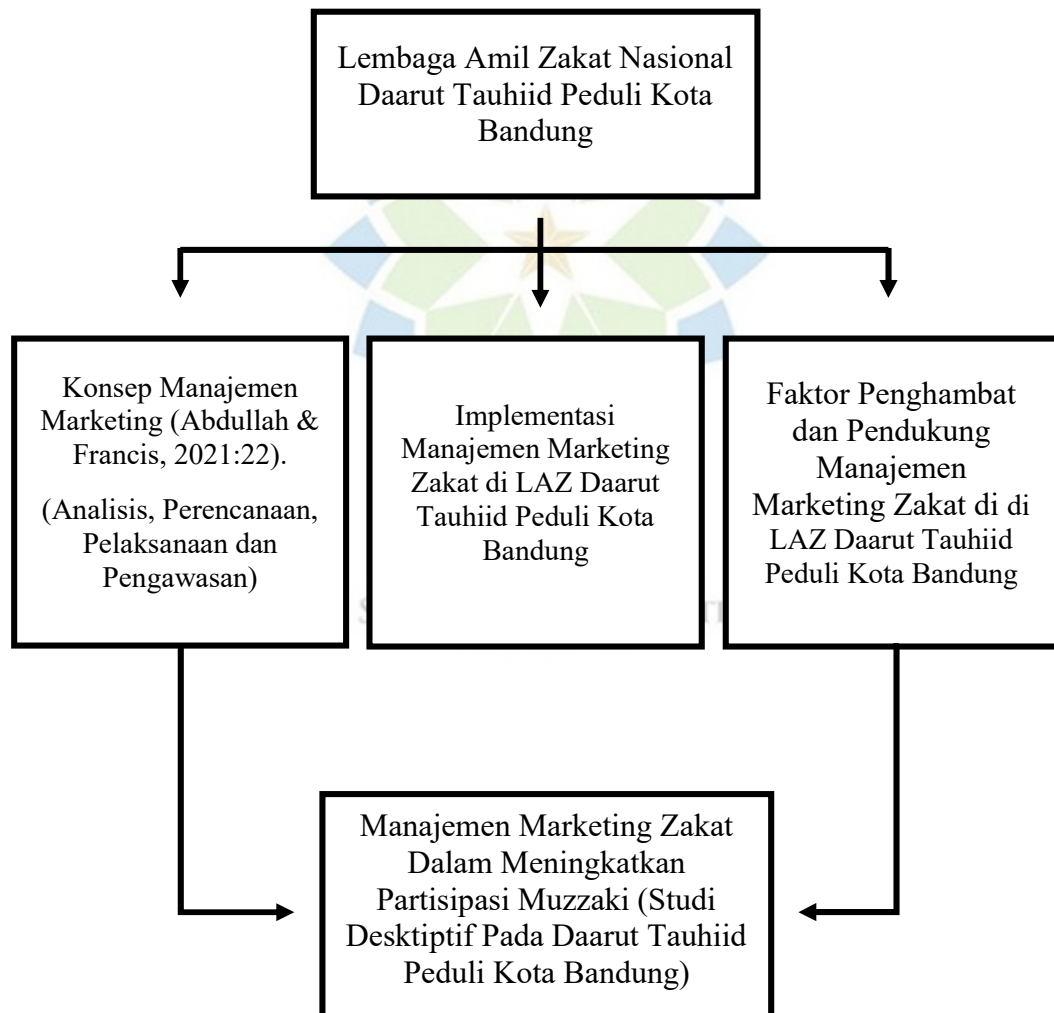 Lembaga Amil Zakat Nasional
Daarut Tauhiid Peduli Kota
Bandung
Konsep Manajemen
Marketing (Abdullah &
Francis, 2021:22).
(Analisis, Perencanaan,
Pelaksanaan dan
Pengawasan)
Implementasi
Manajemen Marketing
Zakat di LAZ Daarut
Tauhiid Peduli Kota
Bandung
Faktor Penghambat
dan Pendukung
Manajemen
Marketing Zakat di di
LAZ Daarut Tauhiid
Peduli Kota Bandung
Manajemen Marketing Zakat
Dalam Meningkatkan
Partisipasi Muzzaki (Studi
Desktiptif Pada Daarut Tauhiid
Peduli Kota Bandung)